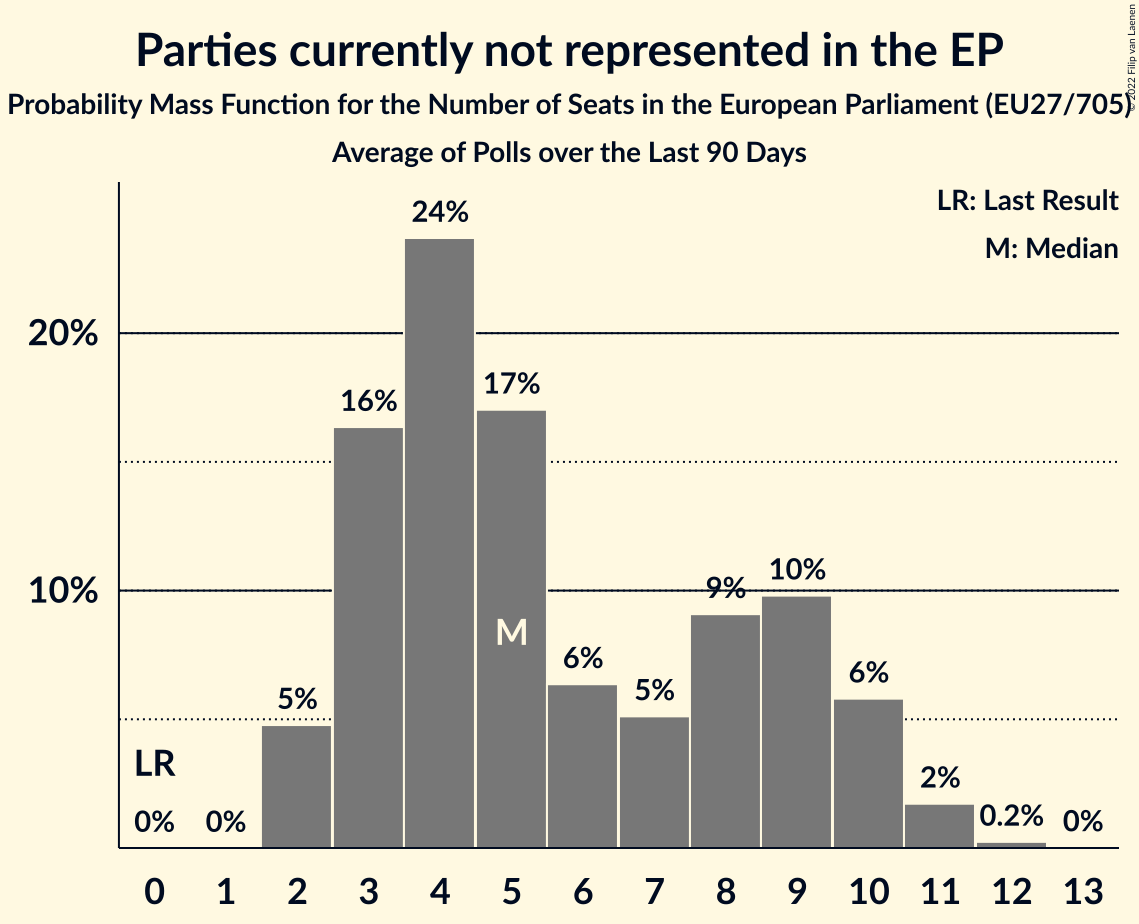 Parties currently not represented in the EP
Probability Mass Function for the Number of Seats in the European Parliament (EU27/705)
Average of Polls over the Last 90 Days
© 2022 Filip van Laenen
LR: Last Result
M: Median
24%
20%
17%
16%
10%
10%
9%
M
6%
6%
5%
5%
LR
2%
0%
0%
0.2%
0%
0 1 2 3 4 5 6 7 8 9 10 11 12 13